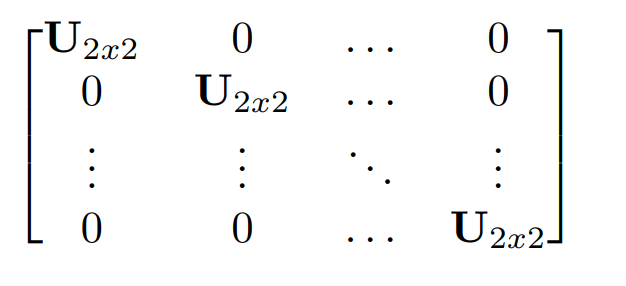 U2x2 0 … 0
0 U2x2 … 0
⋮ ⋮ ⋱ ⋮
0 0 … U2x2